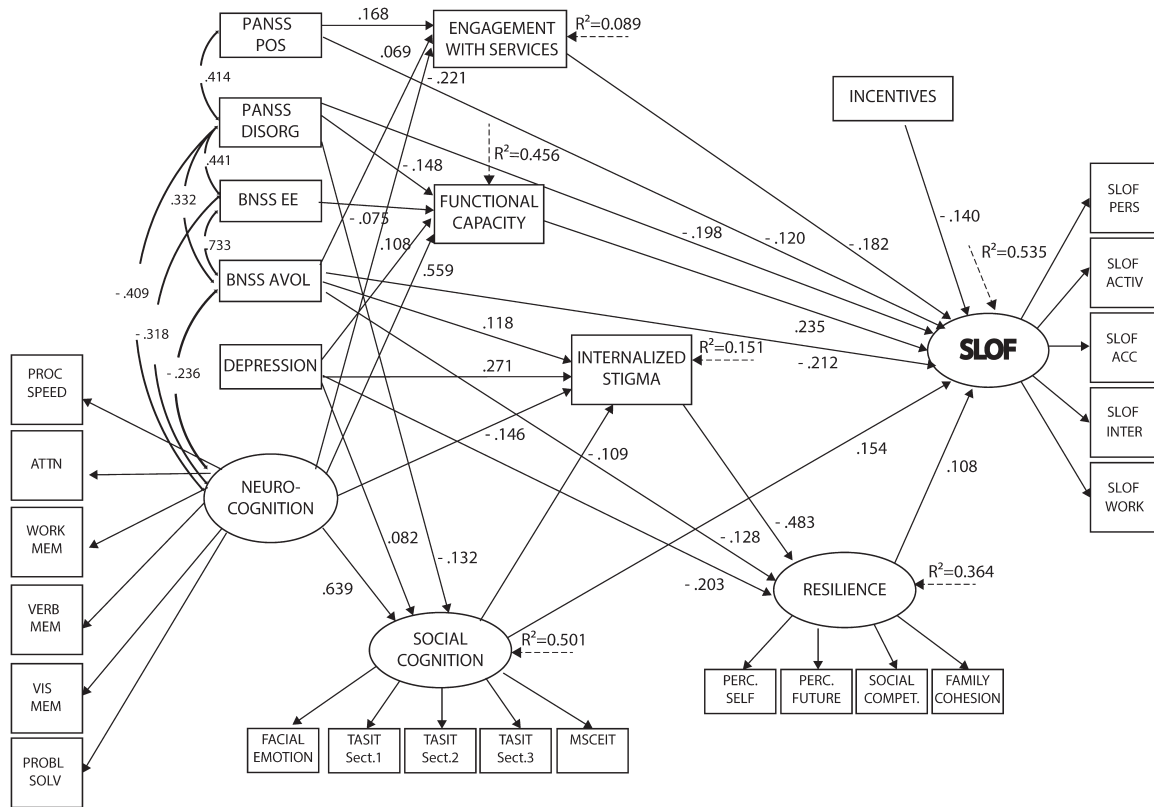 PANSS
POS
.168
ENGAGEMENT
WITH SERVICES
R²=0.089
.069
- .221
.414
PANSS
DISORG
INCENTIVES
R²=0.456
.441
- .148
BNSS EE
FUNCTIONAL
CAPACITY
.332
- .075
.108
.733
.559
BNSS AVOL
- .198
- .120
- .182
- .140
R²=0.535
SLOF
PERS
SLOF
ACTIV
SLOF
ACC
SLOF
INTER
SLOF
WORK
- .409
- .318
- .236
.118
.235
- .212
SLOF
DEPRESSION
.271
INTERNALIZED
STIGMA
R²=0.151
PROC
SPEED
ATTN
WORK
MEM
VERB
MEM
VIS
MEM
PROBL
SOLV
NEURO-
COGNITION
- .146
- .109
.154
.108
- .483
.082
- .132
- .128
- .203
.639
RESILIENCE
R²=0.364
SOCIAL
COGNITION
R²=0.501
PERC.
SELF
PERC.
FUTURE
SOCIAL
COMPET.
FAMILY
COHESION
FACIAL
EMOTION
TASIT
Sect.1
TASIT
Sect.2
TASIT
Sect.3
MSCEIT